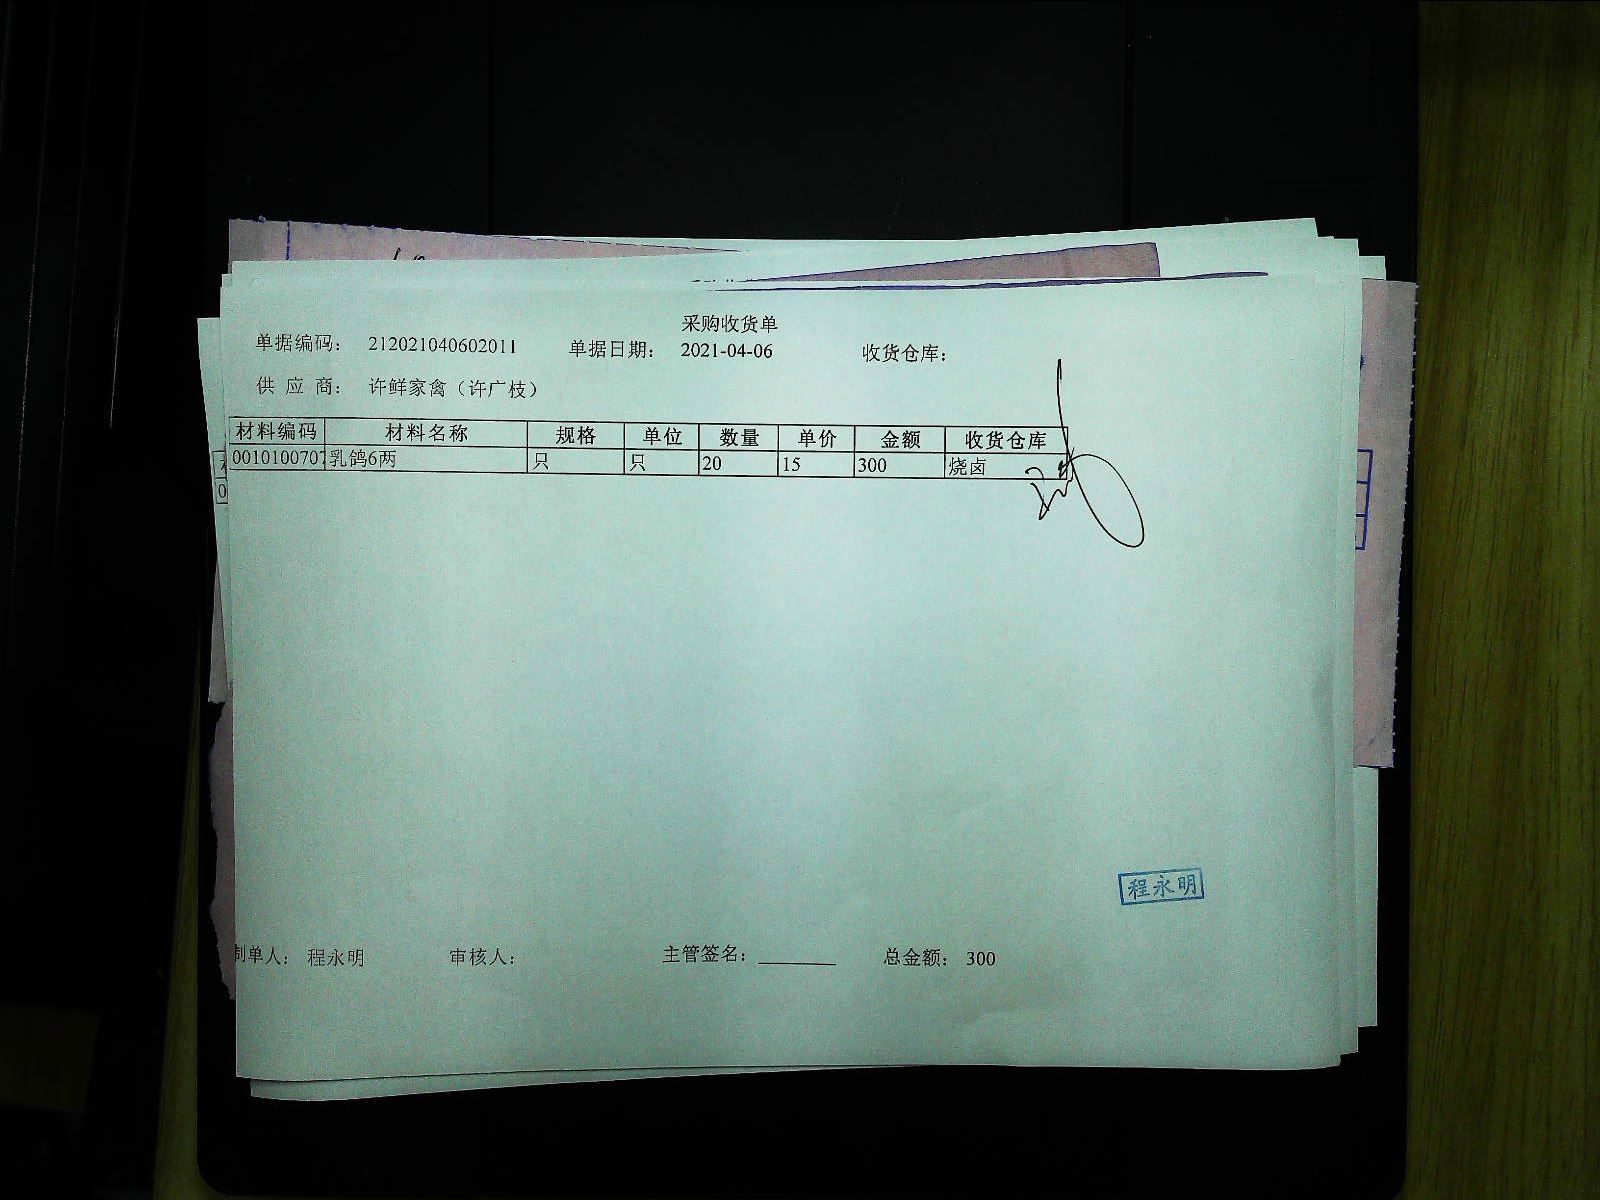 采购收货单
单据编码： 212021040602011 单据日期： 2021-04-06 收货仓库：
供 应 商： 许鲜家禽（许广枝）
材料编码 材料名称 规格 单位 数量 单价 金额 收货仓库
0010100707 乳鸽6两 只 只 20 15 300 烧卤
程永明
制单人： 程永明 审核人： 主管签名： ________ 总金额： 300